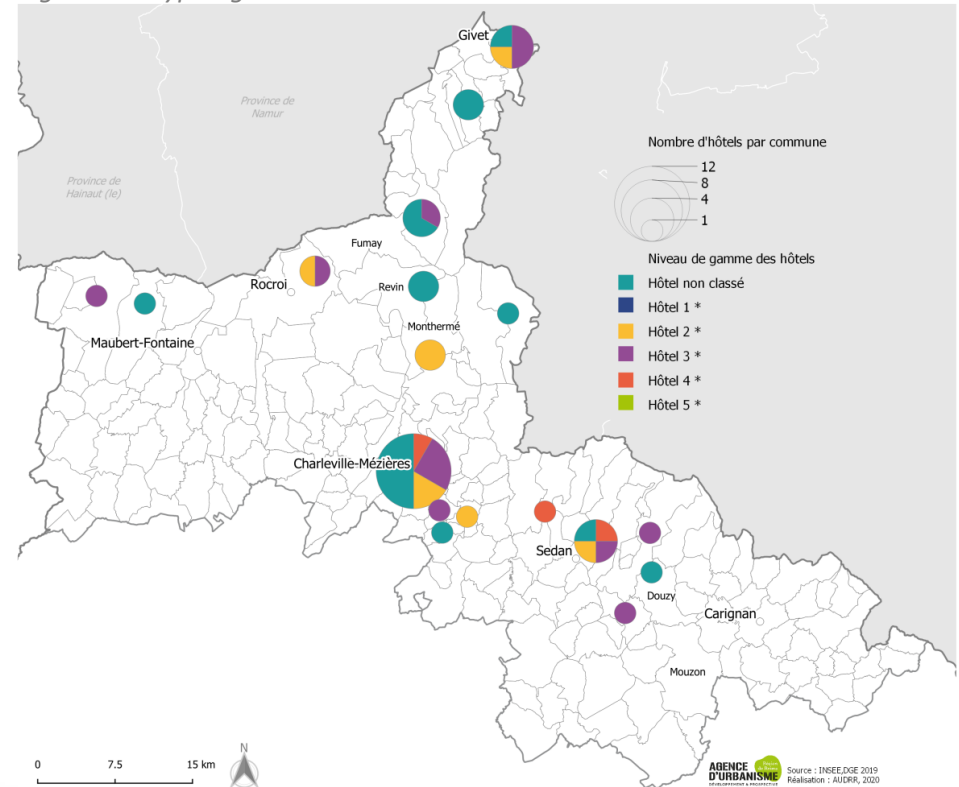 Givet
Province de
Namur
Nombre d'hôtels par commune
12
8
4
1
Province de
Hainaut (le)
Fumay
Niveau de gamme des hôtels
Rocroi
Revin
Hôtel non classé
Hôtel 1 *
Monthermé
Hôtel 2 *
Maubert-Fontaine
Hôtel 3 *
Hôtel 4 *
Hôtel 5 *
Charleville-Mézières
Sedan
Douzy
Carignan
Mouzon
N
0 7.5 15 km
AGENCE
D'URBANISME
DÉVELOPPEMENT & PROSPECTIVE
Source : INSEE,DGE 2019
Réalisation : AUDRR, 2020